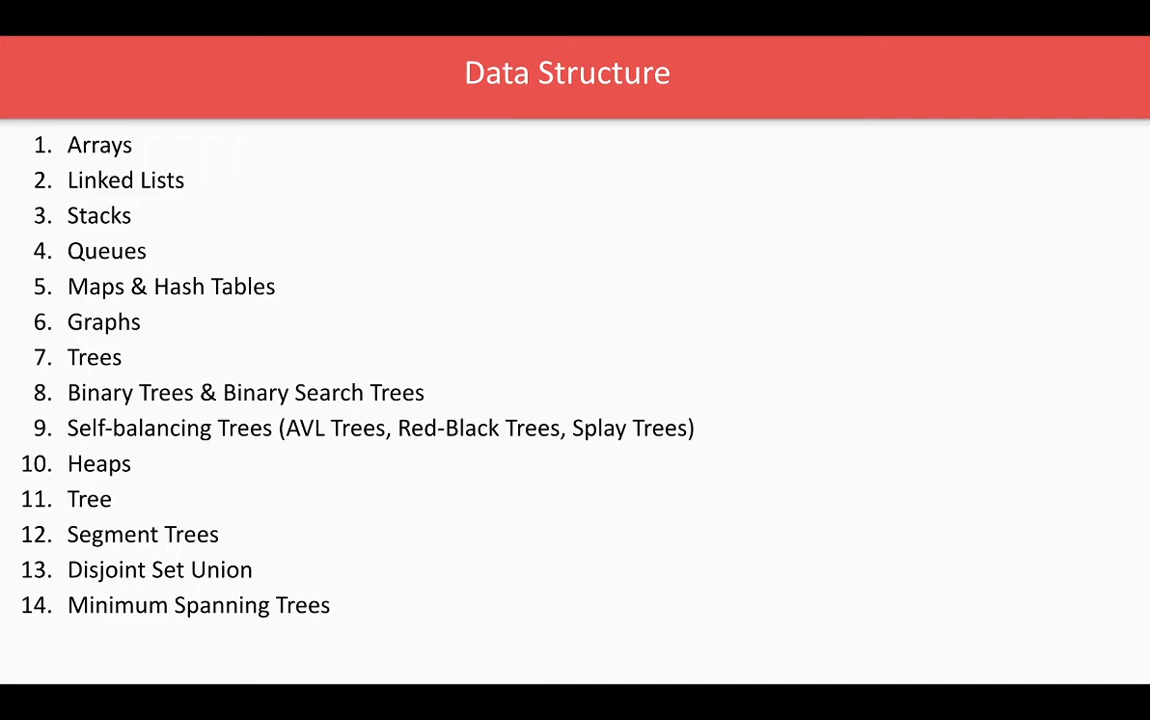 Data Structure
1. Arrays
2. Linked Lists
3. Stacks
4. Queues
5. Maps & Hash Tables
6. Graphs
7. Trees
8. Binary Trees & Binary Search Trees
9. Self-balancing Trees (AVL Trees, Red-Black Trees, Splay Trees)
10. Heaps
11. Tree
12. Segment Trees
13. Disjoint Set Union
14. Minimum Spanning Trees